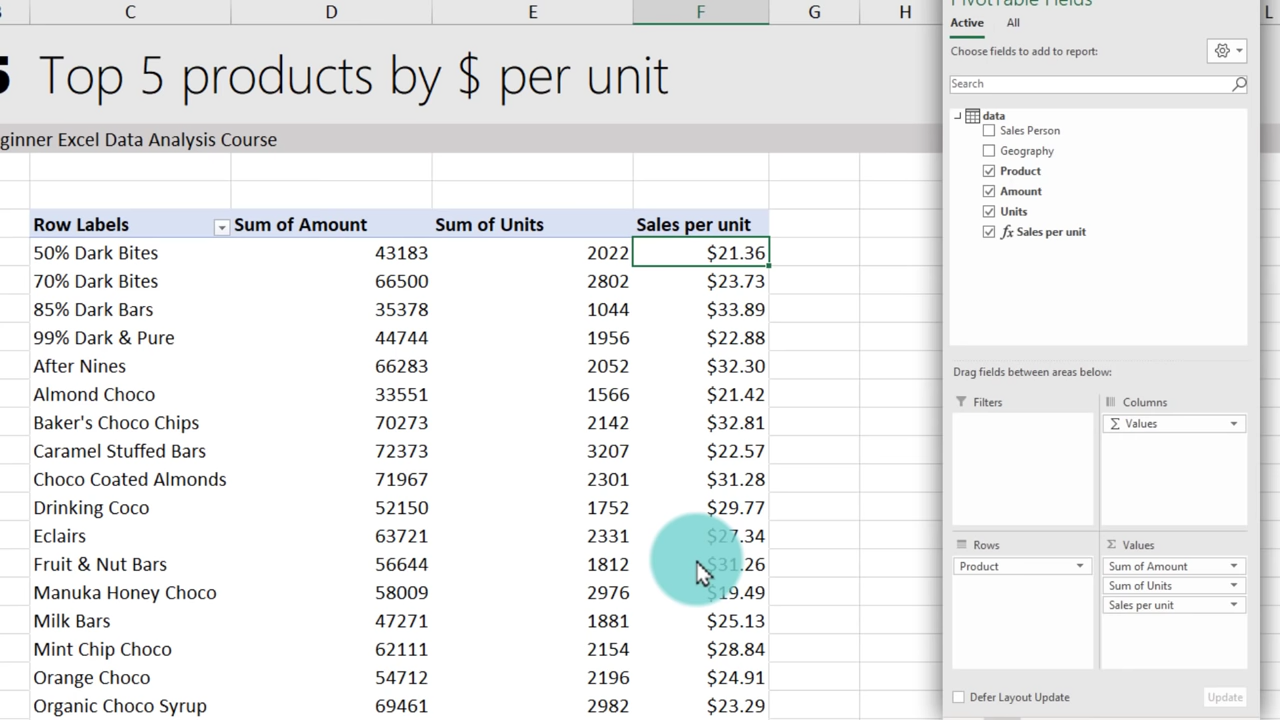 B C D E F G H L
5 Top 5 products by $ per unit
ginner Excel Data Analysis Course
Row Labels Sum of Amount Sum of Units Sales per unit
50% Dark Bites 43183 2022 $21.36
70% Dark Bites 66500 2802 $23.73
85% Dark Bars 35378 1044 $33.89
99% Dark & Pure 44744 1956 $22.88
After Nines 66283 2052 $32.30
Almond Choco 33551 1566 $21.42
Baker's Choco Chips 70273 2142 $32.81
Caramel Stuffed Bars 72373 3207 $22.57
Choco Coated Almonds 71967 2301 $31.28
Drinking Coco 52150 1752 $29.77
Eclairs 63721 2331 $27.34
Fruit & Nut Bars 56644 1812 $31.26
Manuka Honey Choco 58009 2976 $19.49
Milk Bars 47271 1881 $25.13
Mint Chip Choco 62111 2154 $28.84
Orange Choco 54712 2196 $24.91
Organic Choco Syrup 69461 2982 $23.29
PivotTable Fields
Active All
Choose fields to add to report:
Search
data
Sales Person
Geography
Product
Amount
Units
fx Sales per unit
Drag fields between areas below:
Filters
Columns
Σ Values
Rows
Product
Σ Values
Sum of Amount
Sum of Units
Sales per unit
Defer Layout Update
Update